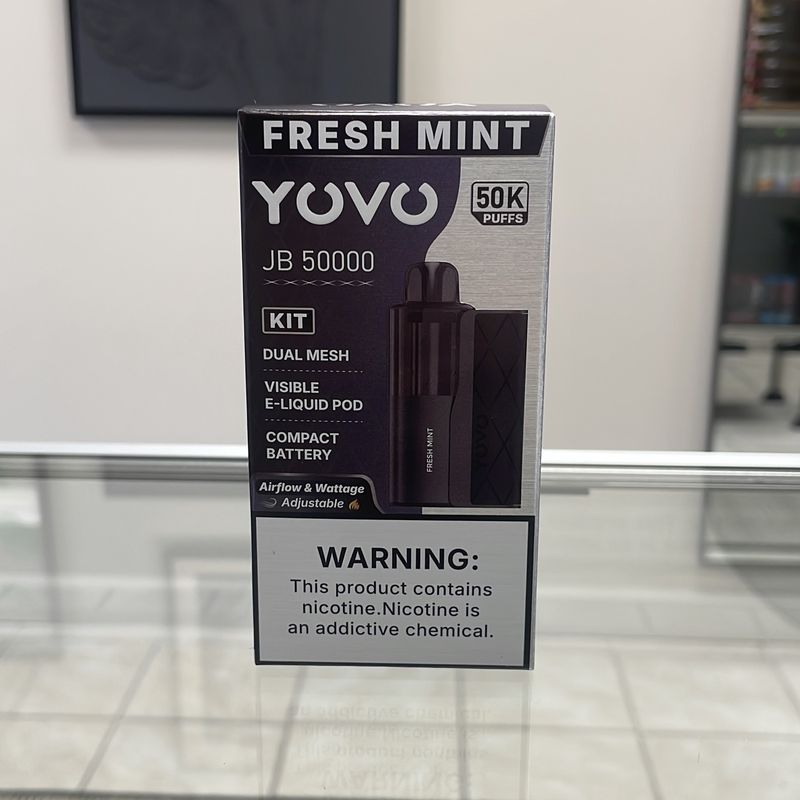 FRESH MINT
YOVO
50K
PUFFS
JB 50000
KIT
DUAL MESH
VISIBLE
E-LIQUID POD
COMPACT
BATTERY
Airflow & Wattage
Adjustable
FRESH MINT
YOVO
WARNING:
This product contains
nicotine.Nicotine is
an addictive chemical.